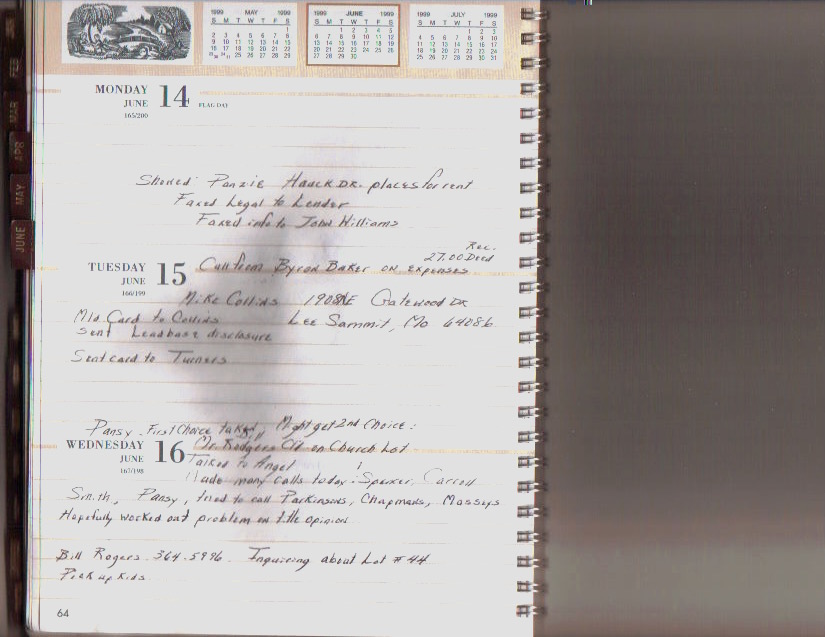 1999 MAY 1999
S M T W T F S
1
2 3 4 5 6 7 8
9 10 11 12 13 14 15
16 17 18 19 20 21 22
23/30 24/31 25 26 27 28 29
1999 JUNE 1999
S M T W T F S
1 2 3 4 5
6 7 8 9 10 11 12
13 14 15 16 17 18 19
20 21 22 23 24 25 26
27 28 29 30
1999 JULY 1999
S M T W T F S
1 2 3
4 5 6 7 8 9 10
11 12 13 14 15 16 17
18 19 20 21 22 23 24
25 26 27 28 29 30 31
FEB
MAR
APR
MAY
JUNE
MONDAY 14 FLAG DAY
JUNE
165/200
Showed Panzie Hauck DR. places for rent
Faxed Legal to Lender
Faxed info to John Williams
Rec.
27.00 Deed
TUESDAY 15 Call from Byron Baker on expenses
JUNE
166/199
Mike Collins 1908 NE Gatewood DR
Mld Card to Collins Lee Sammit, Mo 64086
Sent Leadbase disclosure
Sent card to Turners
Pansy - First Choice taken, Might get 2nd Choice:
Bill
WEDNESDAY 16 Mr. Rodgers Off on Church Lot
JUNE
167/198
Talked to Angel
Made many calls today: Spencer, Carroll
Smith, Pansy, tried to call Parkinsons, Chapmans, Masseys
Hopefully worked out problem on title opinion
Bill Rogers 364-5996 Inquiring about Lot # 44
Pick up kids
64